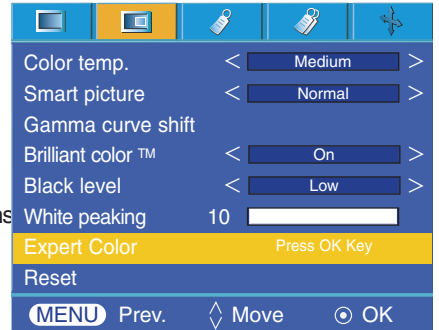 Color temp. < Medium >
Smart picture < Normal >
Gamma curve shift
Brilliant color ™ < On >
Black level < Low >
ns
White peaking 10
Expert Color Press OK Key
Reset
MENU Prev. Move OK